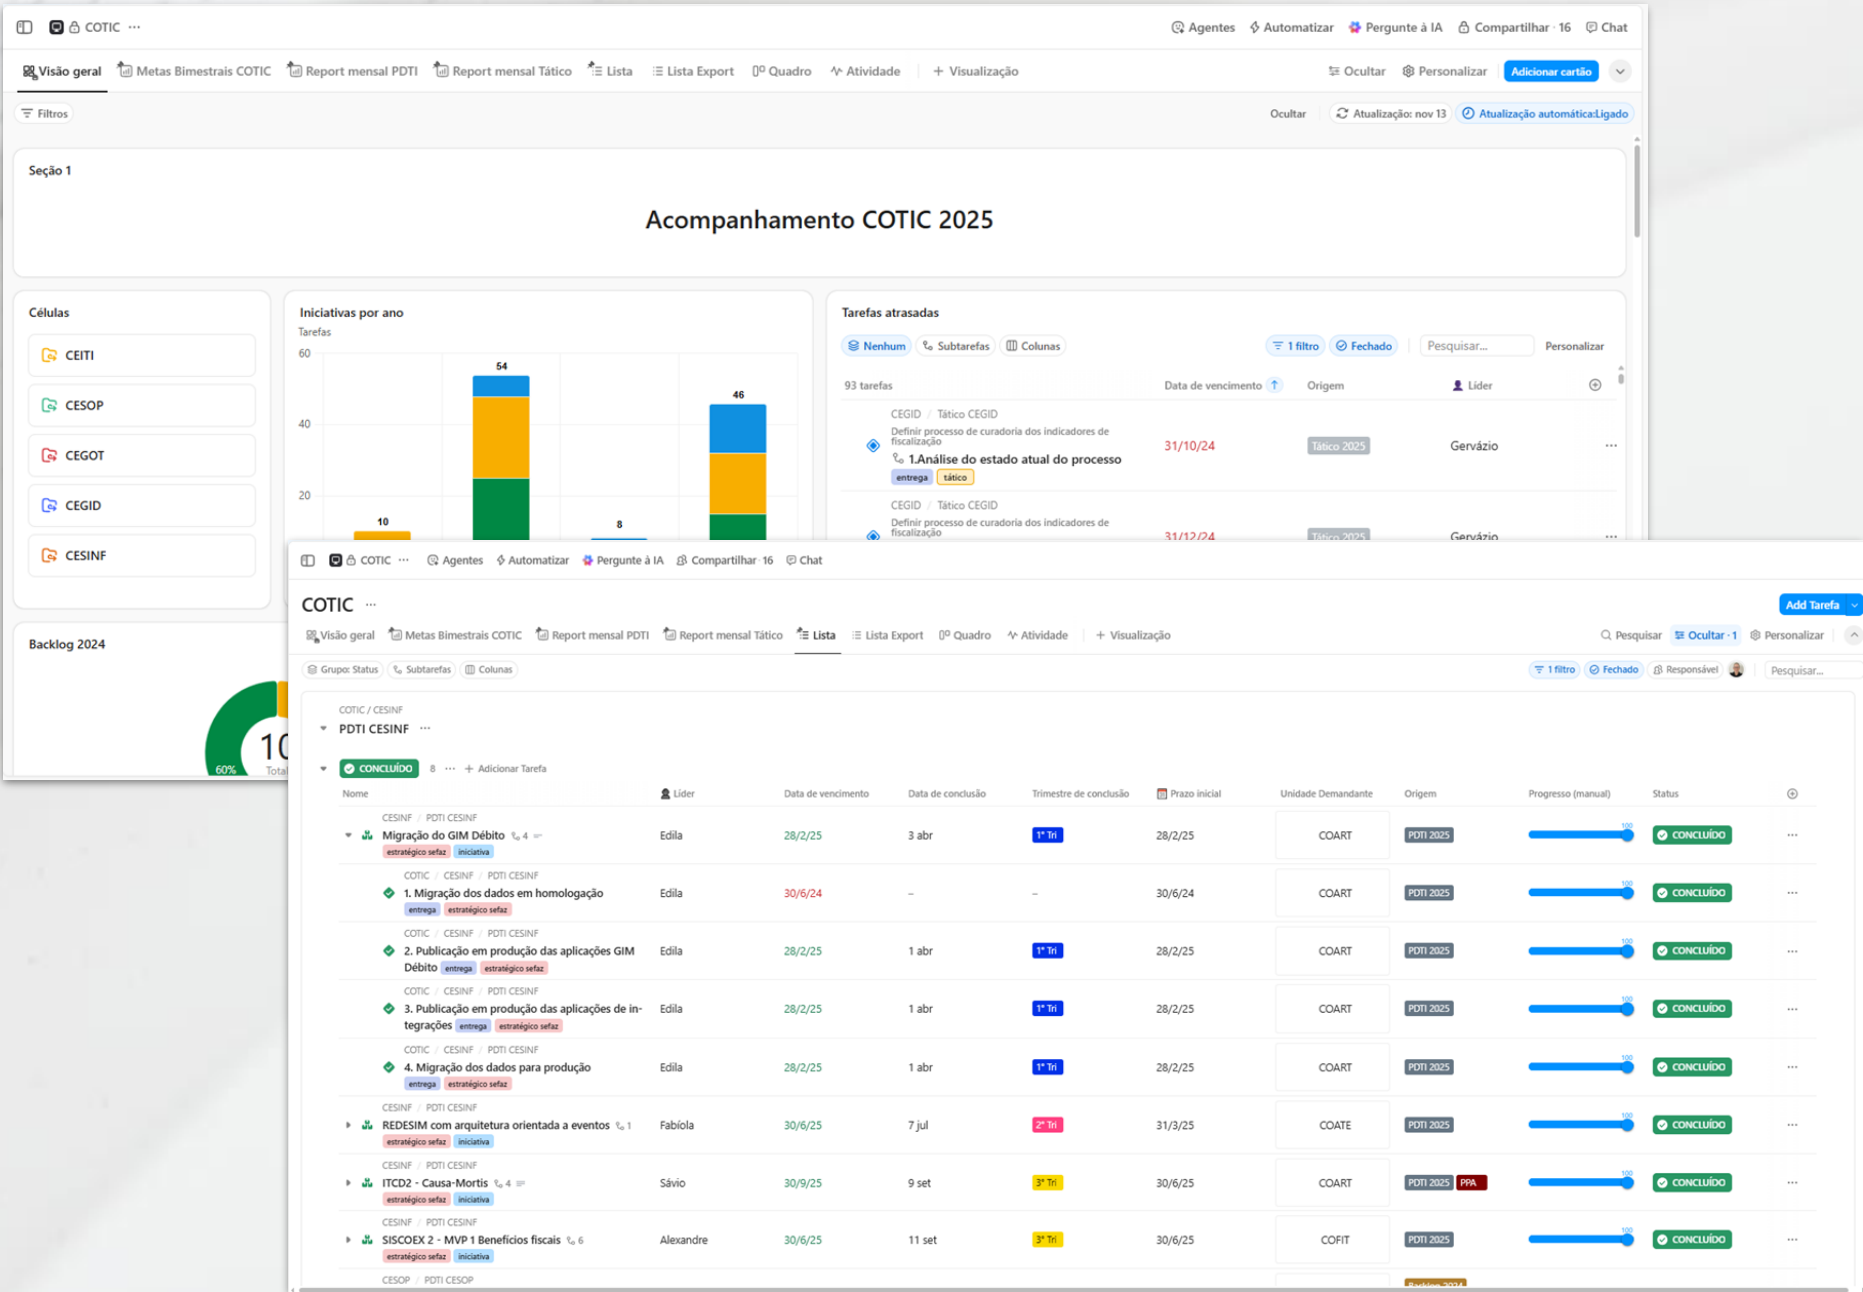 COTIC ···
Agentes Automatizar Pergunte à IA Compartilhar · 16 Chat
Visão geral Metas Bimestrais COTIC Report mensal PDTI Report mensal Tático Lista Lista Export Quadro Atividade + Visualização
Ocultar Personalizar Adicionar cartão
Filtros
Ocultar Atualização: nov 13 Atualização automática:Ligado
Seção 1
Acompanhamento COTIC 2025
Células
CEITI
CESOP
CEGOT
CEGID
CESINF
Iniciativas por ano
Tarefas
60
40
20
10
54
8
46
Tarefas atrasadas
Nenhum Subtarefas Colunas
1 filtro Fechado Pesquisar... Personalizar
93 tarefas Data de vencimento ↑ Origem Líder
CEGID / Tático CEGID
Definir processo de curadoria dos indicadores de
fiscalização
1.Análise do estado atual do processo
entrega tático
31/10/24 Tático 2025 Gervázio ···
CEGID / Tático CEGID
Definir processo de curadoria dos indicadores de
fiscalização
31/12/24 Tático 2025 Gervázio ···
Backlog 2024
60%
COTIC ··· Agentes Automatizar Pergunte à IA Compartilhar · 16 Chat
COTIC ···
Add Tarefa
Visão geral Metas Bimestrais COTIC Report mensal PDTI Report mensal Tático Lista Lista Export Quadro Atividade + Visualização
Pesquisar Ocultar · 1 Personalizar
Grupo: Status Subtarefas Colunas
1 filtro Fechado Responsável Pesquisar...
COTIC / CESINF
PDTI CESINF ···
CONCLUÍDO 8 ··· + Adicionar Tarefa
Nome Líder Data de vencimento Data de conclusão Trimestre de conclusão Prazo inicial Unidade Demandante Origem Progresso (manual) Status
CESINF / PDTI CESINF
Migração do GIM Débito 4
estratégico sefaz iniciativa
Edila 28/2/25 3 abr 1° Tri 28/2/25 COART PDTI 2025 100 CONCLUÍDO ···
COTIC / CESINF / PDTI CESINF
1. Migração dos dados em homologação
entrega estratégico sefaz
Edila 30/6/24 – – 30/6/24 COART PDTI 2025 100 CONCLUÍDO ···
COTIC / CESINF / PDTI CESINF
2. Publicação em produção das aplicações GIM
Débito entrega estratégico sefaz
Edila 28/2/25 1 abr 1° Tri 28/2/25 COART PDTI 2025 100 CONCLUÍDO ···
COTIC / CESINF / PDTI CESINF
3. Publicação em produção das aplicações de in-
tegrações entrega estratégico sefaz
Edila 28/2/25 1 abr 1° Tri 28/2/25 COART PDTI 2025 100 CONCLUÍDO ···
COTIC / CESINF / PDTI CESINF
4. Migração dos dados para produção
entrega estratégico sefaz
Edila 28/2/25 1 abr 1° Tri 28/2/25 COART PDTI 2025 100 CONCLUÍDO ···
CESINF / PDTI CESINF
REDESIM com arquitetura orientada a eventos 1
estratégico sefaz iniciativa
Fabíola 30/6/25 7 jul 2° Tri 31/3/25 COATE PDTI 2025 100 CONCLUÍDO ···
CESINF / PDTI CESINF
ITCD2 - Causa-Mortis 4
estratégico sefaz iniciativa
Sávio 30/9/25 9 set 3° Tri 30/6/25 COART PDTI 2025 PPA 100 CONCLUÍDO ···
CESINF / PDTI CESINF
SISCOEX 2 - MVP 1 Benefícios fiscais 6
estratégico sefaz iniciativa
Alexandre 30/6/25 11 set 3° Tri 30/6/25 COFIT PDTI 2025 100 CONCLUÍDO ···
CESOP / PDTI CESOP
Backlog 2024